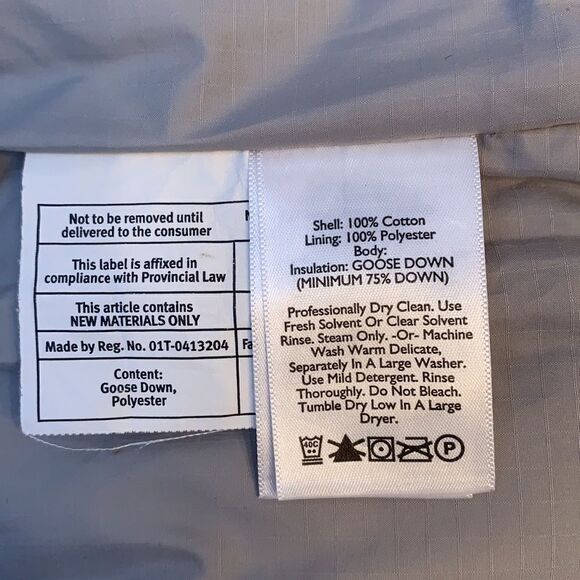 Not to be removed until
delivered to the consumer
This label is affixed in
compliance with Provincial Law
This article contains
NEW MATERIALS ONLY
Made by Reg. No. 01T-0413204
Content:
Goose Down,
Polyester
Shell: 100% Cotton
Lining: 100% Polyester
Body:
Insulation: GOOSE DOWN
(MINIMUM 75% DOWN)
Professionally Dry Clean. Use
Fresh Solvent Or Clear Solvent
Rinse. Steam Only. -Or- Machine
Wash Warm Delicate,
Separately In A Large Washer.
Use Mild Detergent. Rinse
Thoroughly. Do Not Bleach.
Tumble Dry Low In A Large
Dryer.
40C
P